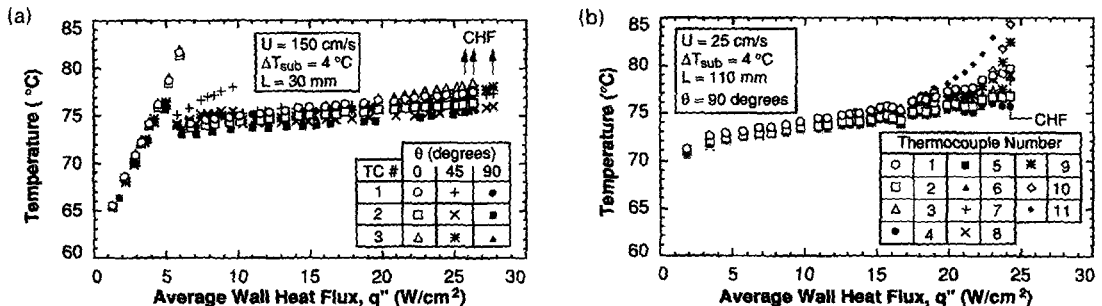 (a)
85
80
75
70
65
60
Temperature ( °C)
U = 150 cm/s
ΔTsub = 4 °C
L = 30 mm
CHF
θ (degrees)
TC # 0 45 90
1
2
3
0 5 10 15 20 25 30
Average Wall Heat Flux, q" (W/cm²)
(b)
85
80
75
70
65
60
Temperature (°C)
U = 25 cm/s
ΔTsub = 4 °C
L = 110 mm
θ = 90 degrees
CHF
Thermocouple Number
1 5 9
2 6 10
3 7 11
4 8
0 5 10 15 20 25 30
Average Wall Heat Flux, q" (W/cm²)